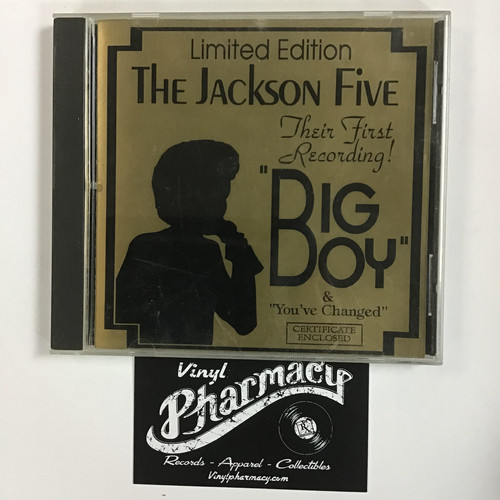 Limited Edition
THE JACKSON FIVE
Their First
Recording!
"BIG
BOY"
&
"You've Changed"
CERTIFICATE
ENCLOSED
Vinyl
Pharmacy
Rx
Records - Apparel - Collectibles
Vinylpharmacy.com